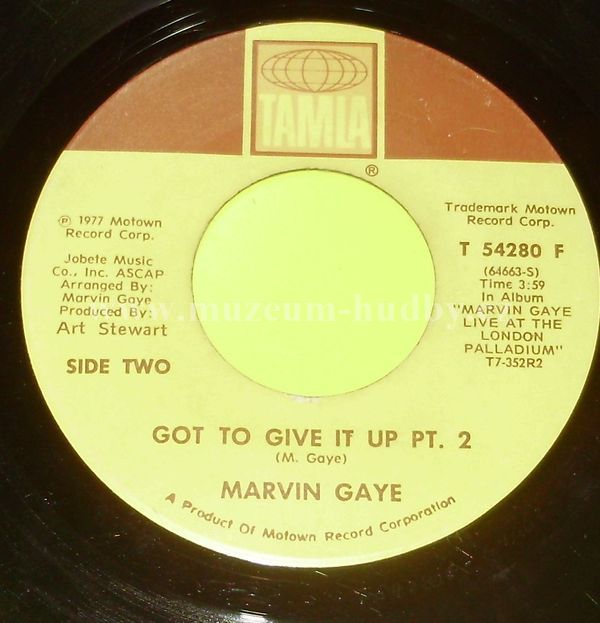 TAMLA
®
℗ 1977 Motown
Record Corp.
Jobete Music
Co., Inc. ASCAP
Arranged By:
Marvin Gaye
Produced By:
Art Stewart
SIDE TWO
Trademark Motown
Record Corp.
T 54280 F
(64663-S)
Time 3:59
In Album
"MARVIN GAYE
LIVE AT THE
LONDON
PALLADIUM"
T7-352R2
www.muzeum-hudby
GOT TO GIVE IT UP PT. 2
(M. Gaye)
MARVIN GAYE
A Product Of Motown Record Corporation